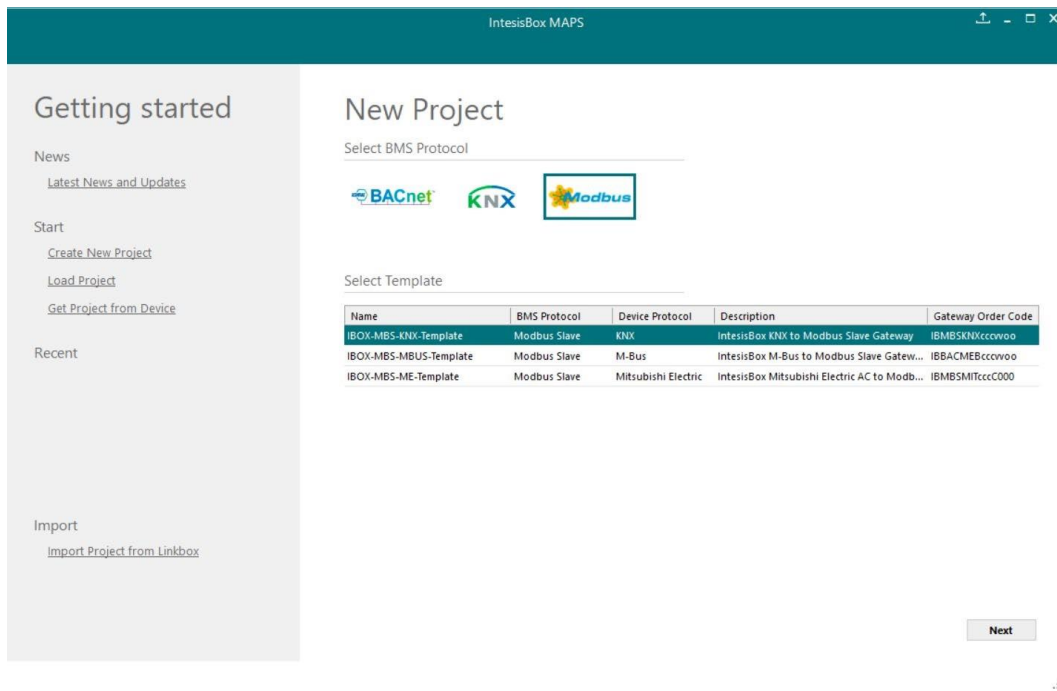 IntesisBox MAPS
Getting started
News
Latest News and Updates
Start
Create New Project
Load Project
Get Project from Device
Recent
Import
Import Project from Linkbox
New Project
Select BMS Protocol
BACnet KNX Modbus
Select Template
Name BMS Protocol Device Protocol Description Gateway Order Code
IBOX-MBS-KNX-Template Modbus Slave KNX IntesisBox KNX to Modbus Slave Gateway IBMBSKNXcccvvoo
IBOX-MBS-MBUS-Template Modbus Slave M-Bus IntesisBox M-Bus to Modbus Slave Gatew... IBBACMEBcccvvoo
IBOX-MBS-ME-Template Modbus Slave Mitsubishi Electric IntesisBox Mitsubishi Electric AC to Modb... IBMBSMITcccC000
Next